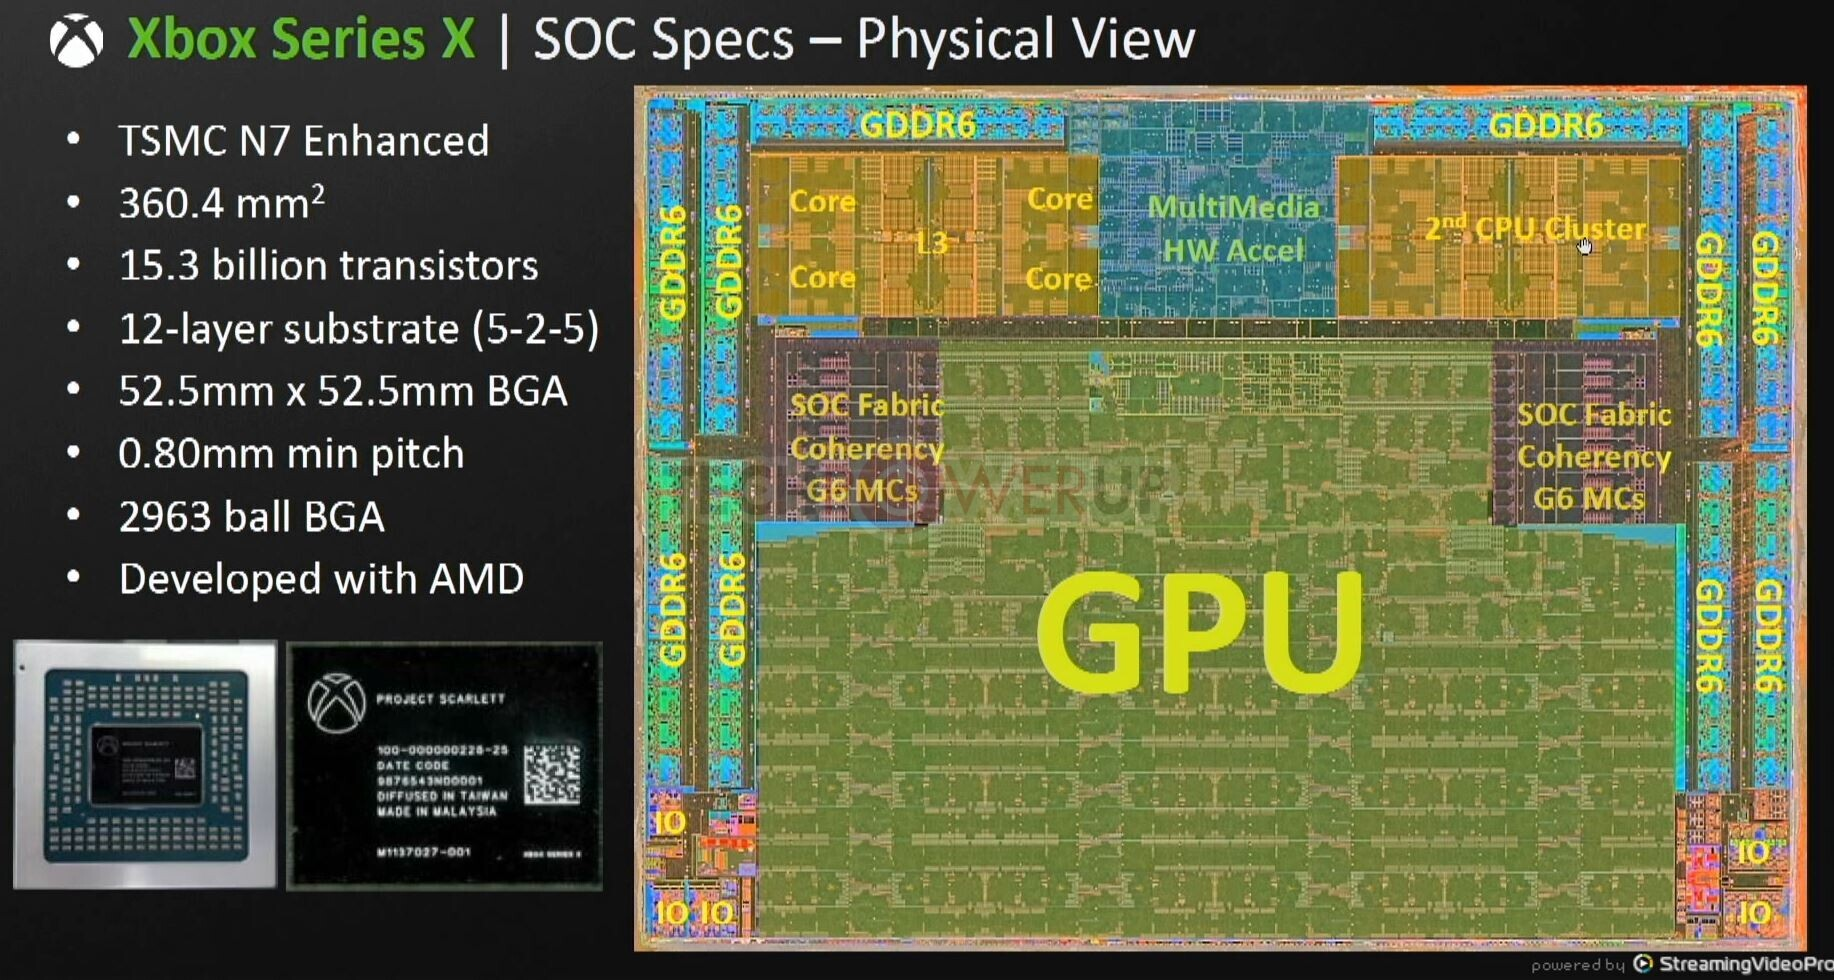 Xbox Series X | SOC Specs – Physical View
• TSMC N7 Enhanced
• 360.4 mm²
• 15.3 billion transistors
• 12-layer substrate (5-2-5)
• 52.5mm x 52.5mm BGA
• 0.80mm min pitch
• 2963 ball BGA
• Developed with AMD
PROJECT SCARLETT
100-000000228-25
DATE CODE
9876543N00001
DIFFUSED IN TAIWAN
MADE IN MALAYSIA
M1137027-001
XBOX SERIES X
GDDR6
GDDR6
GDDR6
GDDR6
GDDR6
GDDR6
Core
Core
L3
Core
Core
MultiMedia
HW Accel
2nd CPU Cluster
SOC Fabric
Coherency
G6 MCs
SOC Fabric
Coherency
G6 MCs
GDDR6
GDDR6
GDDR6
GDDR6
GPU
IO
IO IO
IO
IO
TECHPOWERUP
powered by StreamingVideoPro